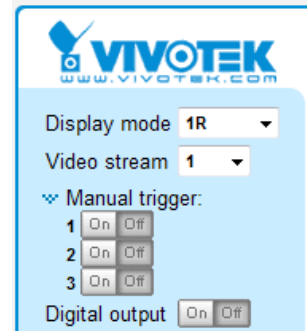 VIVOTEK
www.vivotek.com
Display mode 1R
Video stream 1
Manual trigger:
1 On Off
2 On Off
3 On Off
Digital output On Off